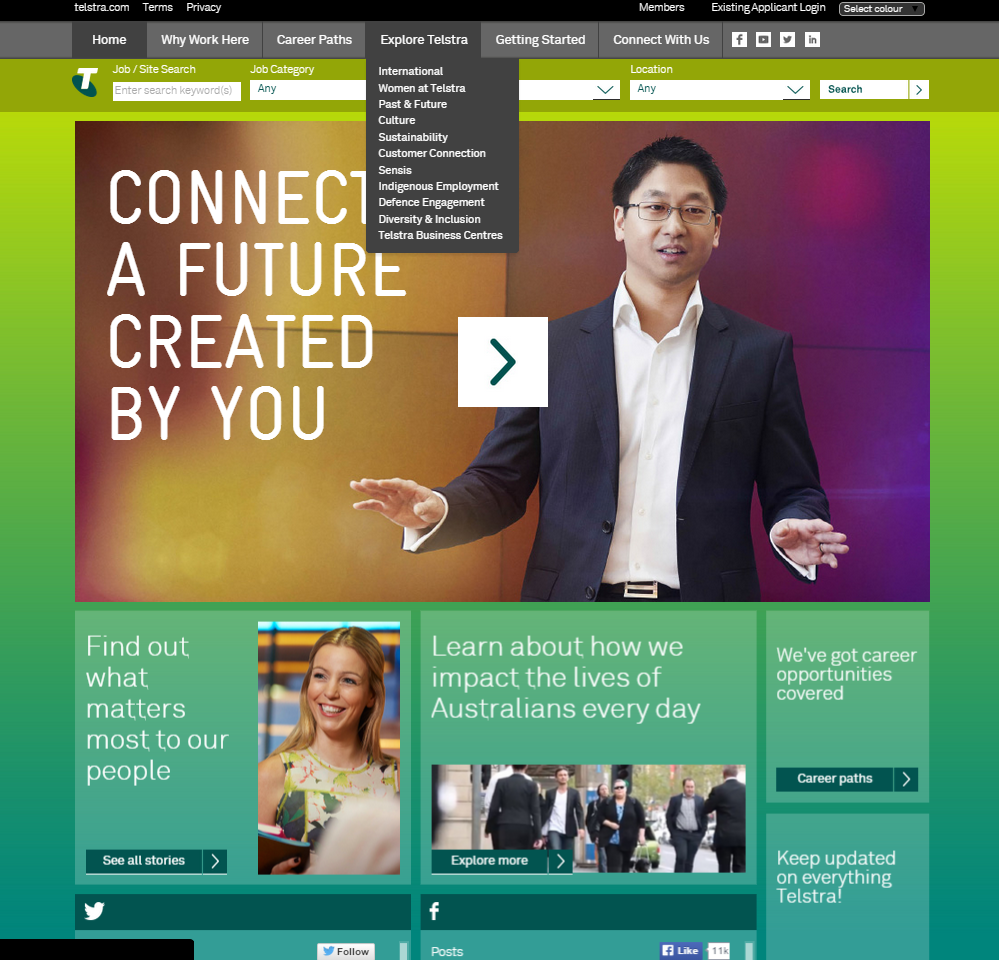 telstra.com Terms Privacy Members Existing Applicant Login Select colour
Home Why Work Here Career Paths Explore Telstra Getting Started Connect With Us
Job / Site Search Job Category Location
Enter search keyword(s) Any Any Search
International
Women at Telstra
Past & Future
Culture
Sustainability
Customer Connection
Sensis
Indigenous Employment
Defence Engagement
Diversity & Inclusion
Telstra Business Centres
CONNECT
A FUTURE
CREATED
BY YOU
Find out
what
matters
most to our
people
See all stories
Learn about how we
impact the lives of
Australians every day
Explore more
We've got career
opportunities
covered
Career paths
Keep updated
on everything
Telstra!
Follow
Posts
Like 11k